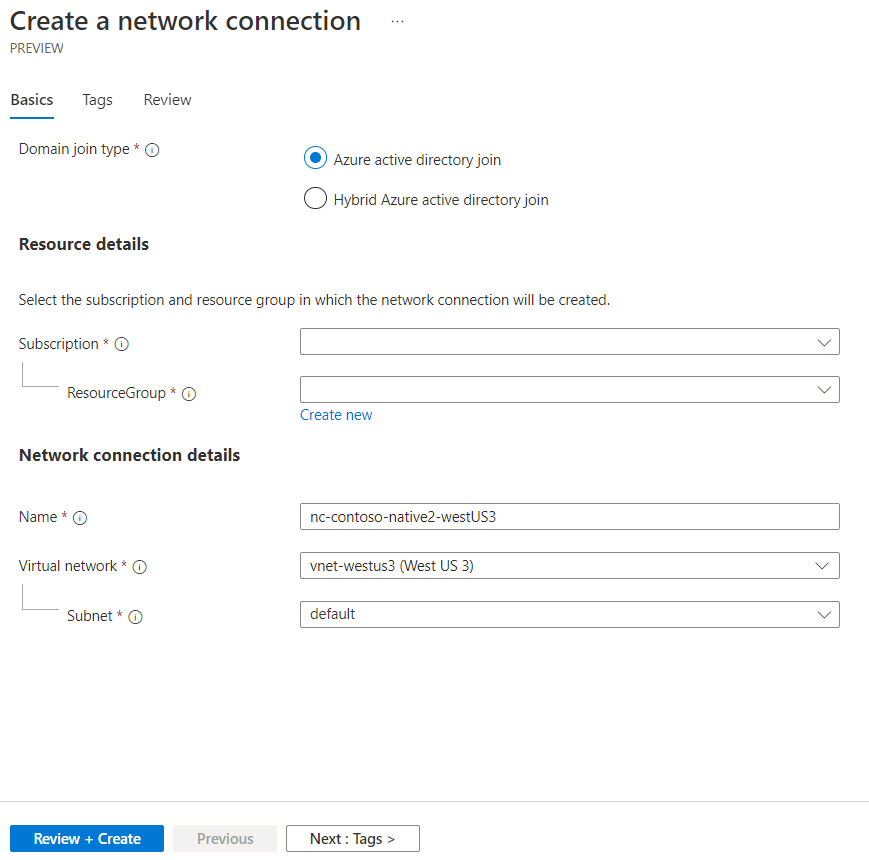 Create a network connection ...
PREVIEW
Basics Tags Review
Domain join type *
Azure active directory join
Hybrid Azure active directory join
Resource details
Select the subscription and resource group in which the network connection will be created.
Subscription *
ResourceGroup *
Create new
Network connection details
Name * nc-contoso-native2-westUS3
Virtual network * vnet-westus3 (West US 3)
Subnet * default
Review + Create Previous Next : Tags >